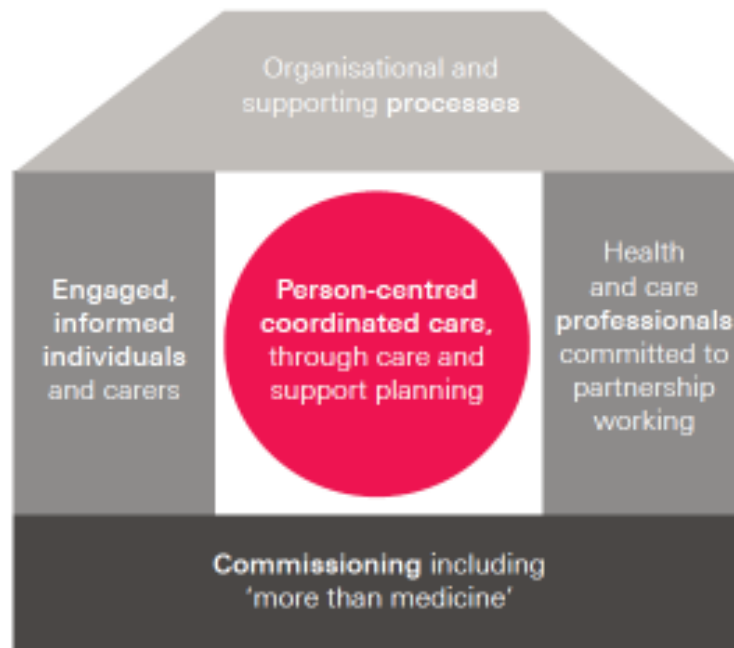 Organisational and
supporting processes
Engaged,
informed
individuals
and carers
Person-centred
coordinated care,
through care and
support planning
Health
and care
professionals
committed to
partnership
working
Commissioning including
‘more than medicine’